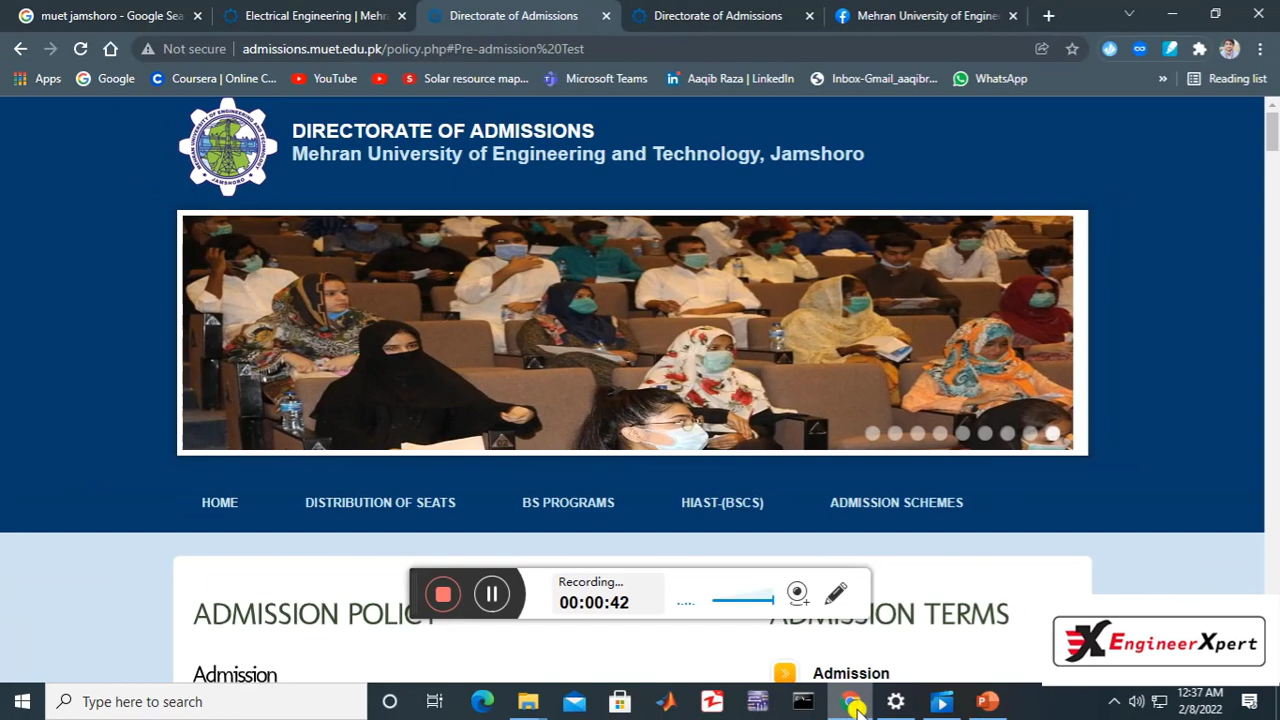 muet jamshoro - Google Sea
Electrical Engineering | Mehr
Directorate of Admissions
Directorate of Admissions
Mehran University of Engine
Not secure
admissions.muet.edu.pk/policy.php#Pre-admission%20Test
Apps
Google
Coursera | Online C...
YouTube
Solar resource map...
Microsoft Teams
Aaqib Raza | LinkedIn
Inbox-Gmail_aaqibr...
WhatsApp
»
Reading list
DIRECTORATE OF ADMISSIONS
Mehran University of Engineering and Technology, Jamshoro
HOME
DISTRIBUTION OF SEATS
BS PROGRAMS
HIAST-(BSCS)
ADMISSION SCHEMES
Recording...
00:00:42
ADMISSION POLICY
ADMISSION TERMS
Admission
Admission
EngineerXpert
Type here to search
12:37 AM
2/8/2022